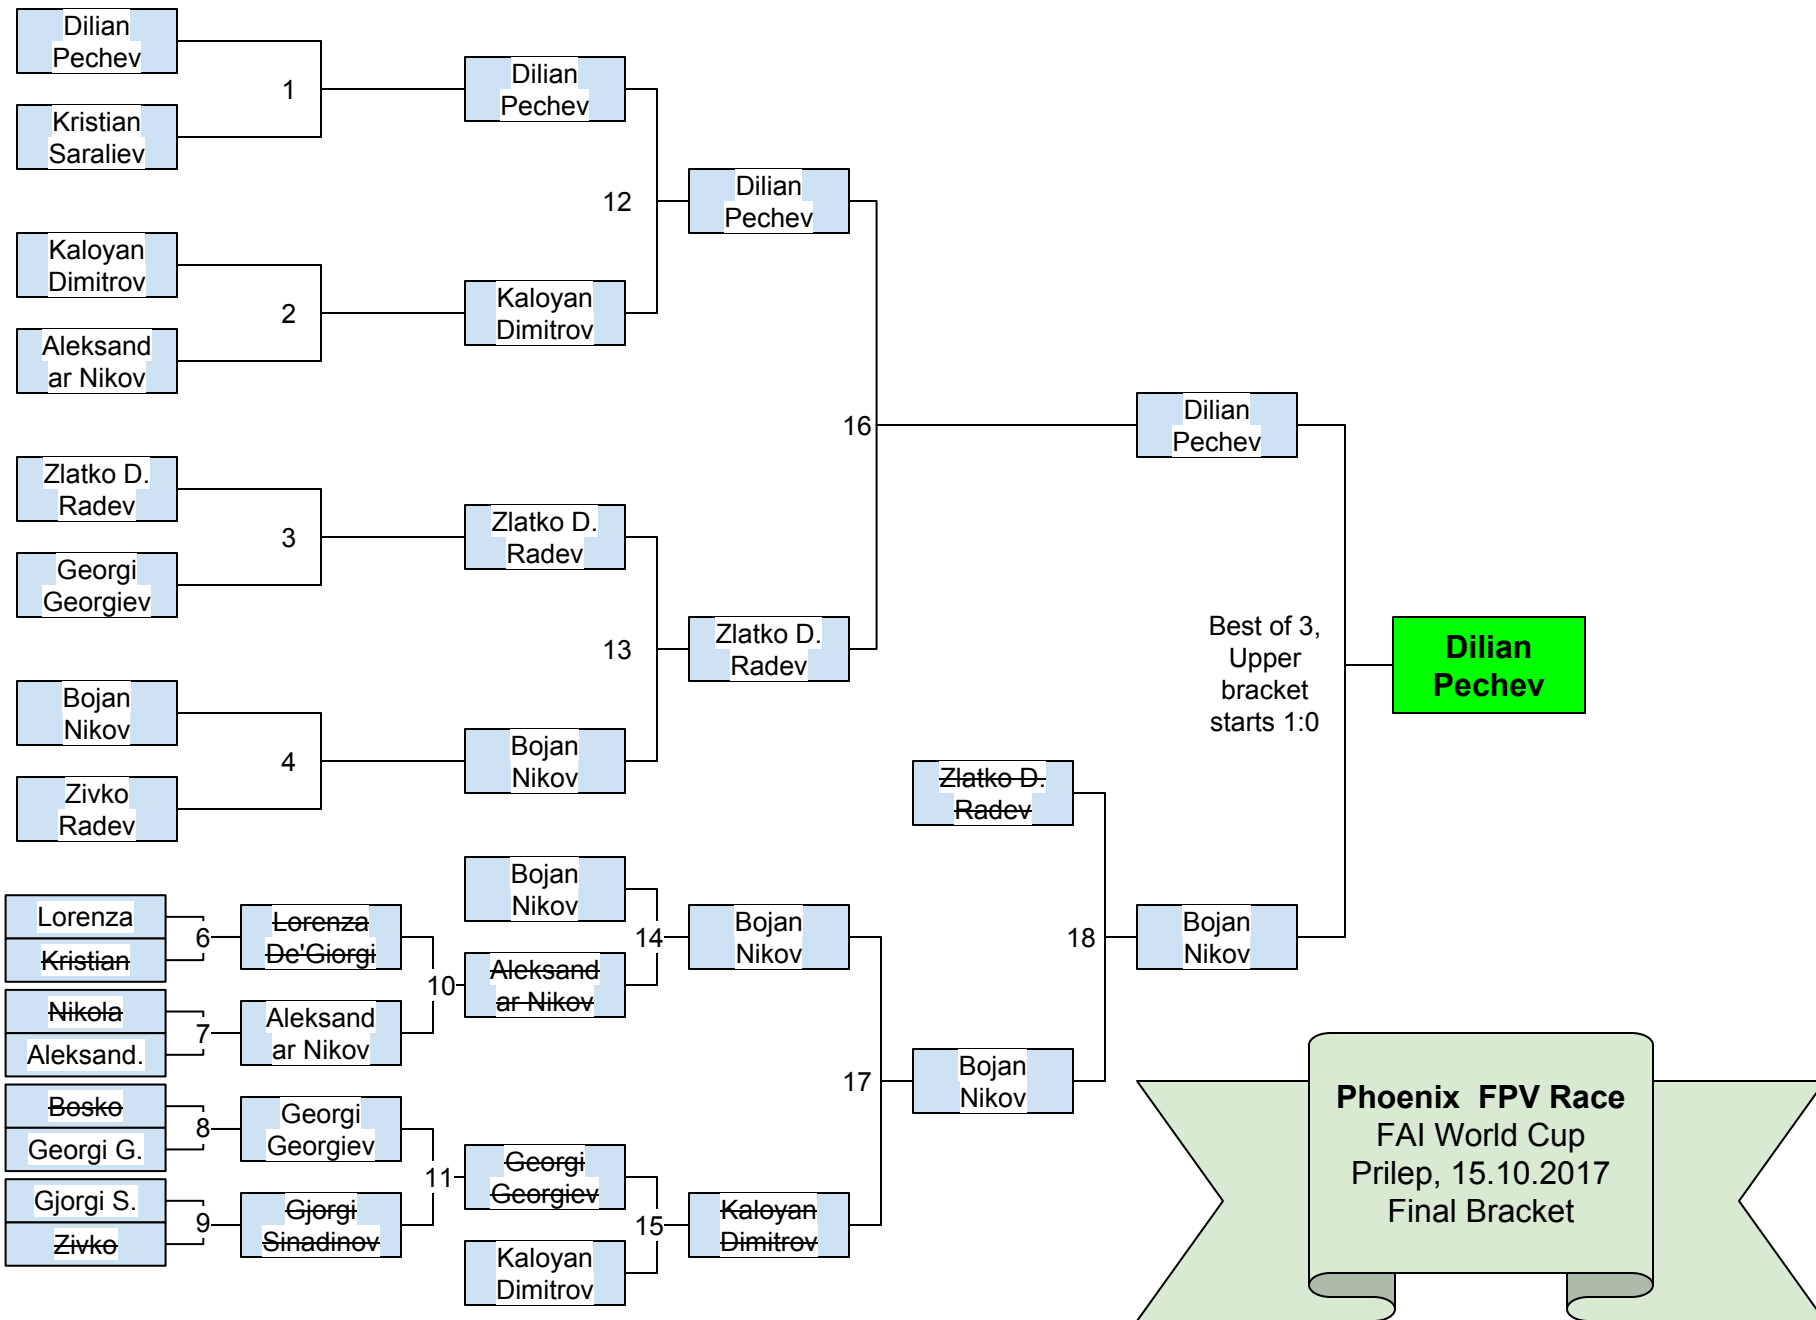 Dilian
Pechev
1
Kristian
Saraliev
Dilian
Pechev
12
Kaloyan
Dimitrov
2
Aleksand
ar Nikov
Kaloyan
Dimitrov
Dilian
Pechev
16
Zlatko D.
Radev
3
Georgi
Georgiev
Zlatko D.
Radev
13
Bojan
Nikov
4
Zivko
Radev
Bojan
Nikov
Zlatko D.
Radev
Dilian
Pechev
Best of 3,
Upper
bracket
starts 1:0
Dilian
Pechev
Lorenza
Kristian
6
Nikola
Aleksand.
7
Bosko
Georgi G.
8
Gjorgi S.
Zivko
9
Lorenza
De'Giorgi
Aleksand
ar Nikov
10
Georgi
Georgiev
Gjorgi
Sinadinov
11
Bojan
Nikov
Aleksand
ar Nikov
14
Georgi
Georgiev
Kaloyan
Dimitrov
15
Bojan
Nikov
Kaloyan
Dimitrov
17
Zlatko D.
Radev
Bojan
Nikov
18
Bojan
Nikov
Phoenix FPV Race
FAI World Cup
Prilep, 15.10.2017
Final Bracket